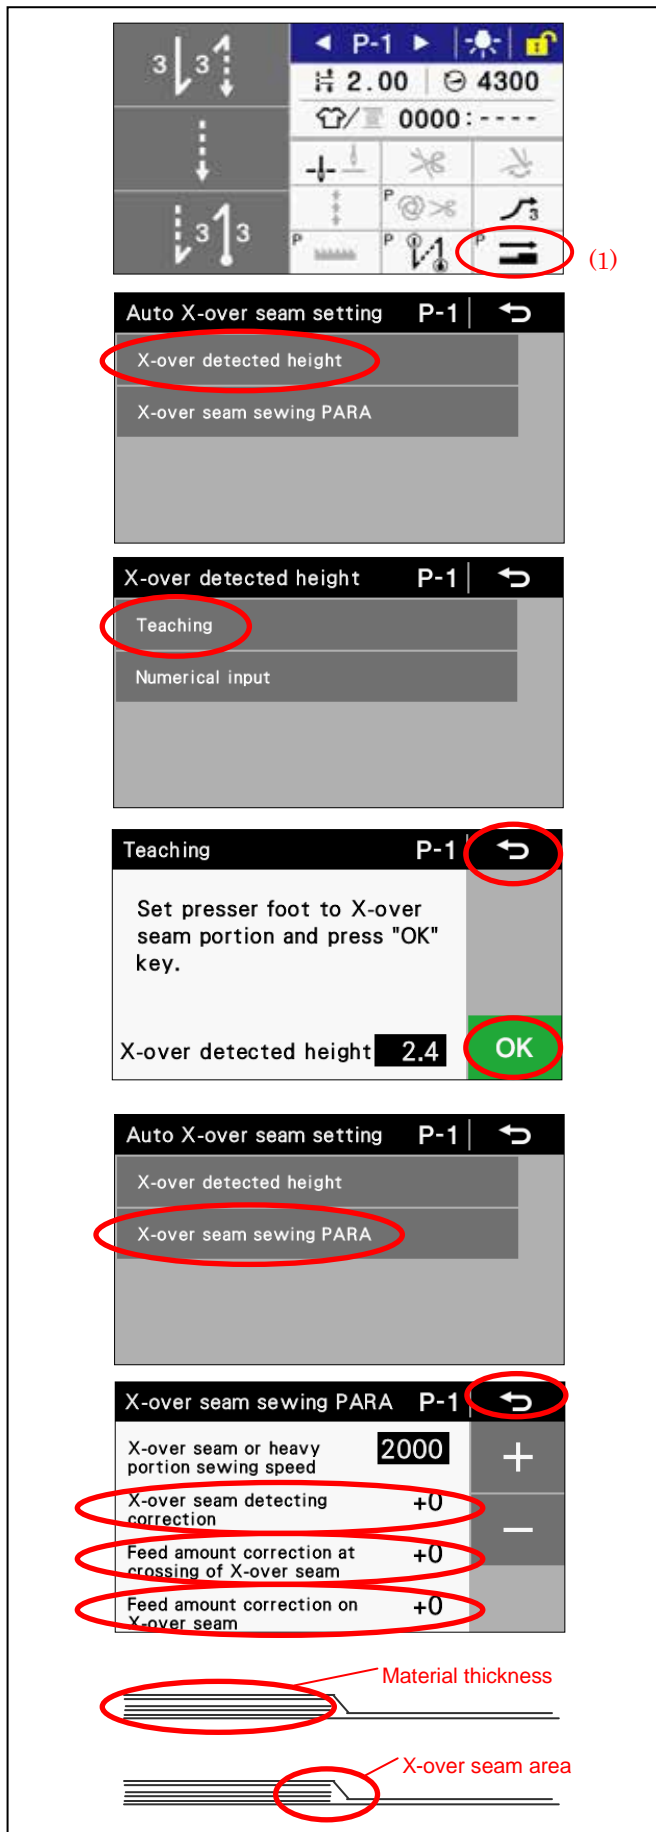 3 3
◄ P-1 ►
2.00 4300
/ 0000:----
P
3
3 3
P P P
(1)
Auto X-over seam setting P-1
X-over detected height
X-over seam sewing PARA
X-over detected height P-1
Teaching
Numerical input
Teaching P-1
Set presser foot to X-over
seam portion and press "OK"
key.
X-over detected height 2.4 OK
Auto X-over seam setting P-1
X-over detected height
X-over seam sewing PARA
X-over seam sewing PARA P-1
X-over seam or heavy
portion sewing speed 2000 +
X-over seam detecting
correction +0 −
Feed amount correction at
crossing of X-over seam +0
Feed amount correction on
X-over seam +0
Material thickness
X-over seam area